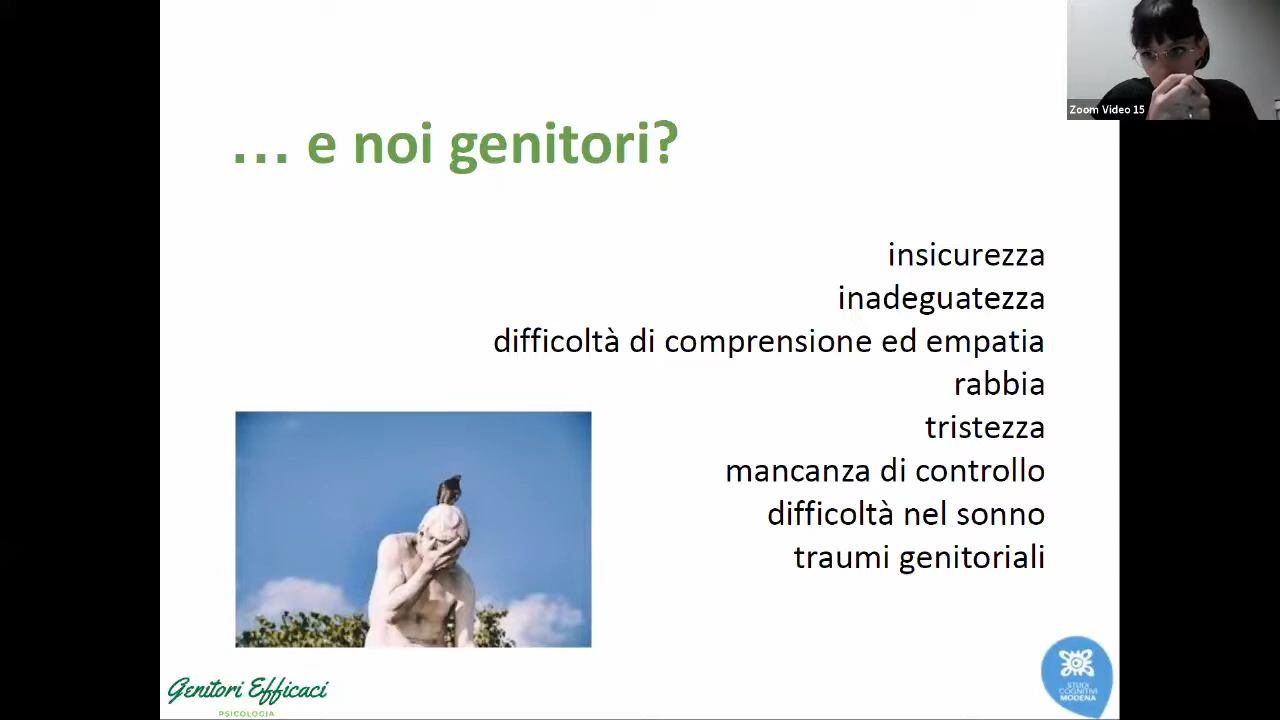 Zoom Video 15
... e noi genitori?
insicurezza
inadeguatezza
difficoltà di comprensione ed empatia
rabbia
tristezza
mancanza di controllo
difficoltà nel sonno
traumi genitoriali
Genitori Efficaci
PSICOLOGIA
STUDI
COGNITIVI
MODENA